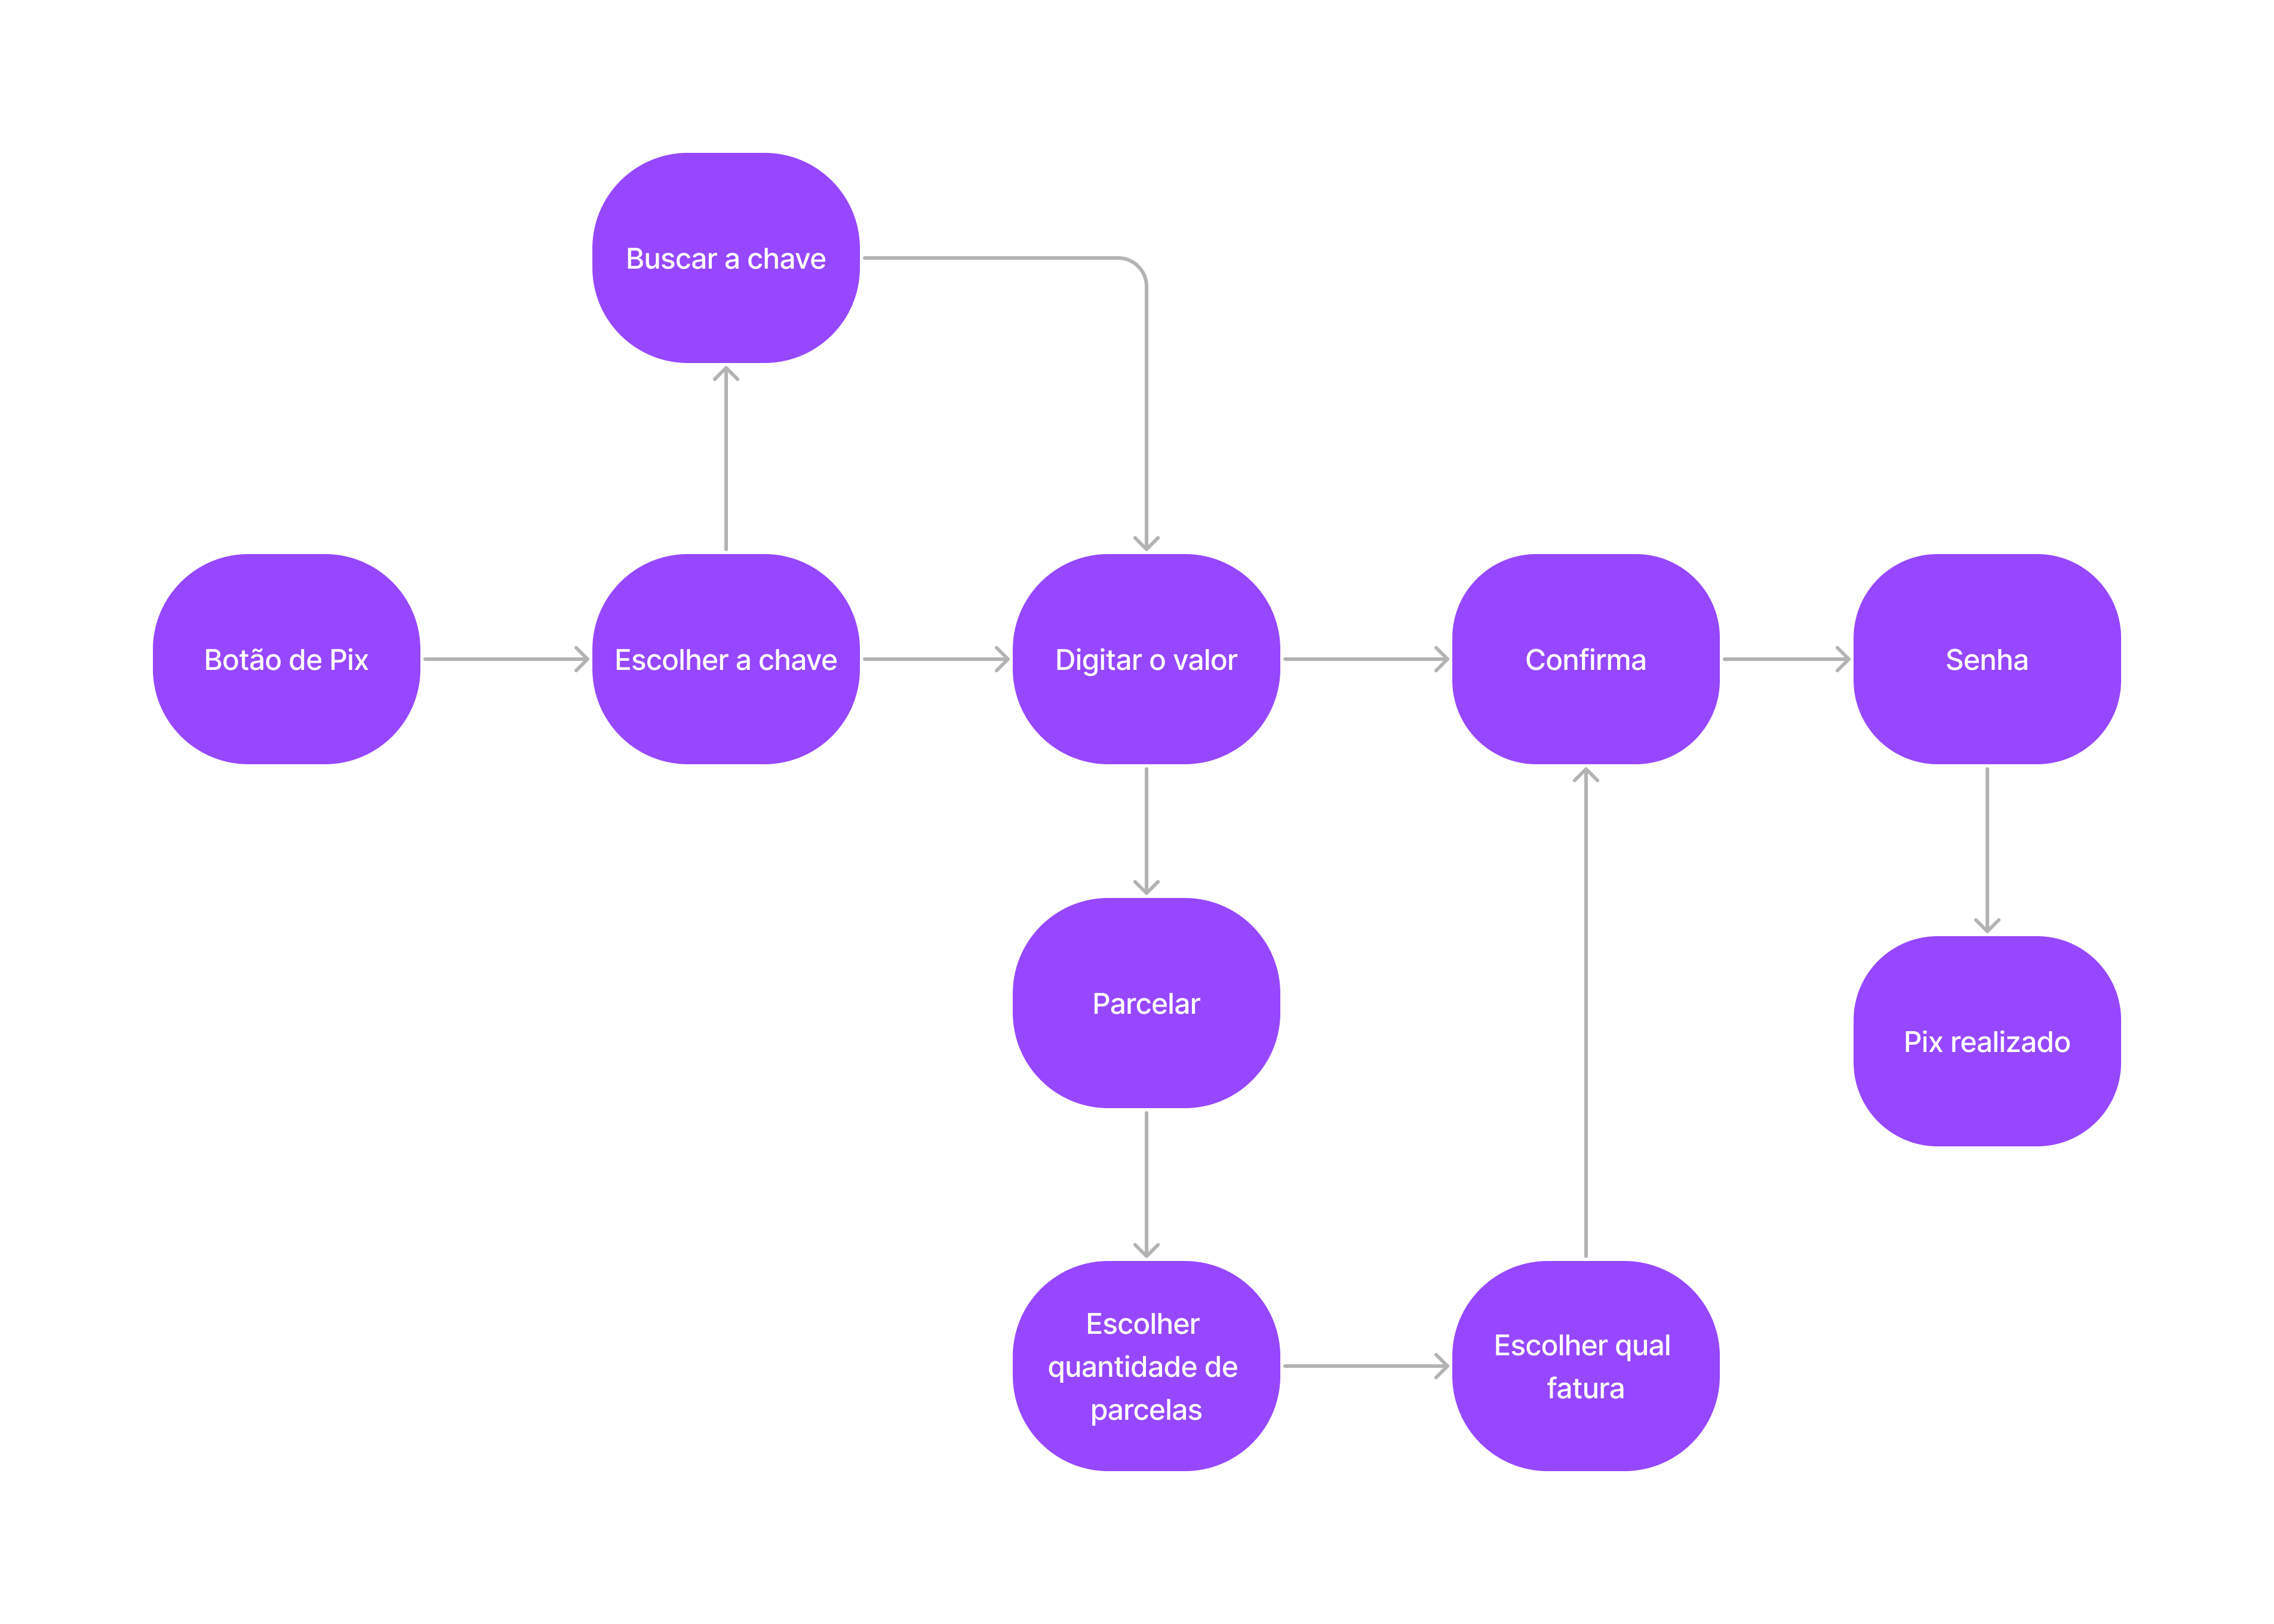 Buscar a chave
Botão de Pix
Escolher a chave
Digitar o valor
Confirma
Senha
Parcelar
Pix realizado
Escolher
quantidade de
parcelas
Escolher qual
fatura